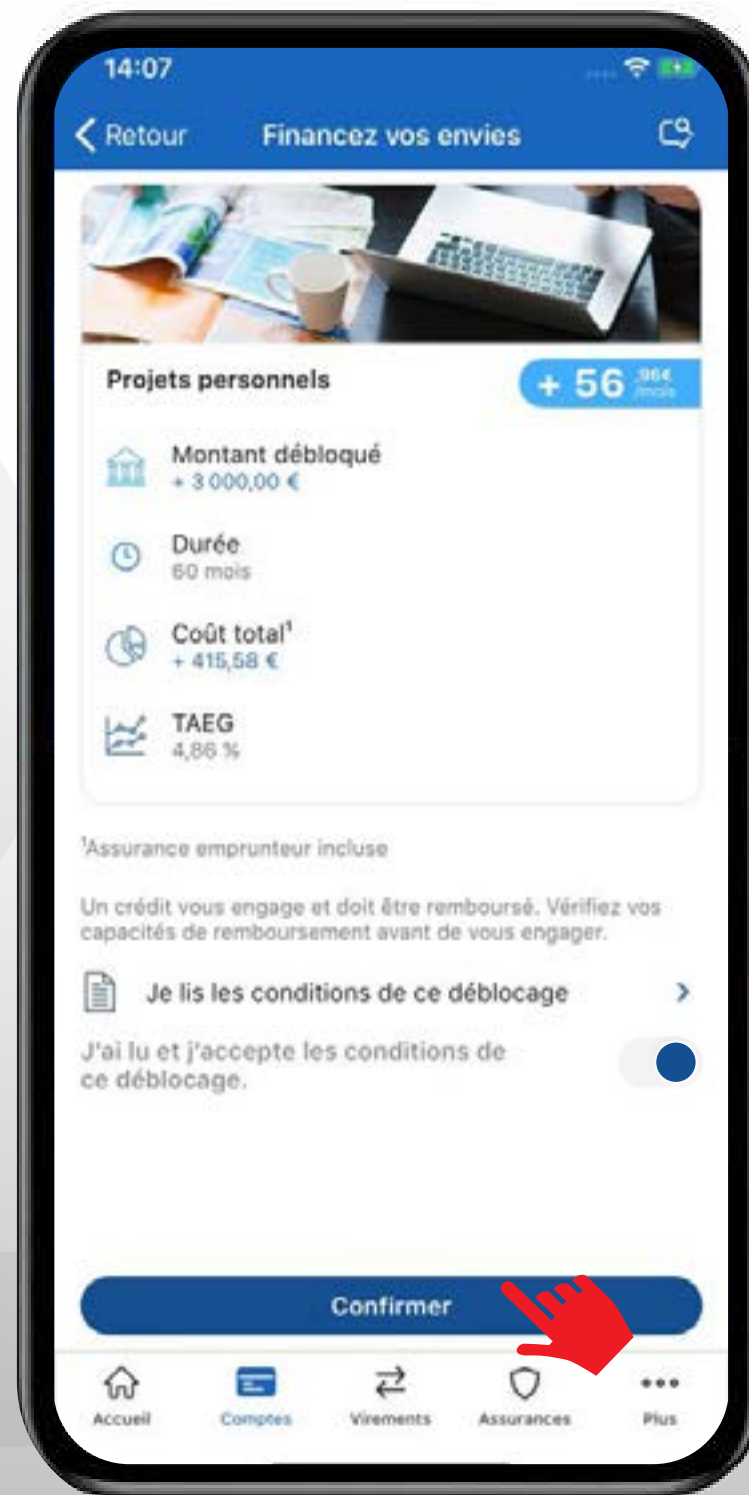 14:07
Retour
Financez vos envies
Projets personnels
+ 56 ,96€
/mois
Montant débloqué
+ 3 000,00 €
Durée
60 mois
Coût total¹
+ 415,58 €
TAEG
4,86 %
¹Assurance emprunteur incluse
Un crédit vous engage et doit être remboursé. Vérifiez vos
capacités de remboursement avant de vous engager.
Je lis les conditions de ce déblocage
J'ai lu et j'accepte les conditions de
ce déblocage.
Confirmer
Accueil
Comptes
Virements
Assurances
Plus